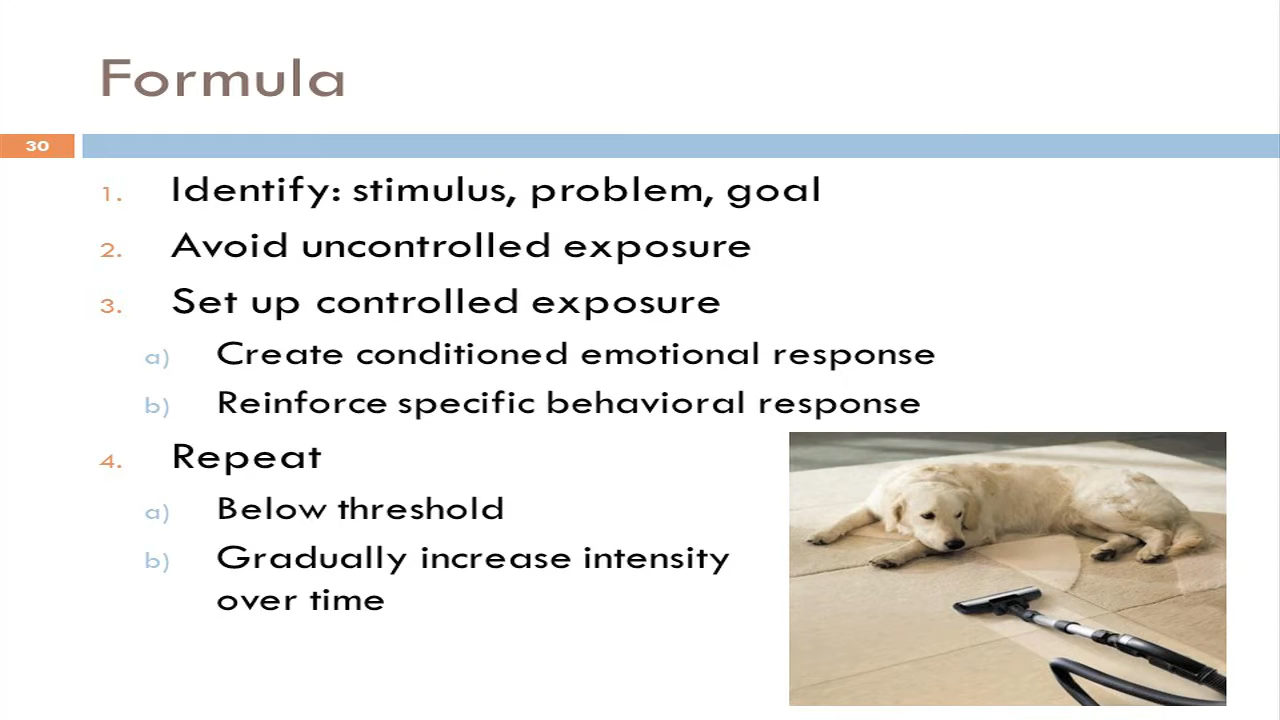 Formula
30
1. Identify: stimulus, problem, goal
2. Avoid uncontrolled exposure
3. Set up controlled exposure
a) Create conditioned emotional response
b) Reinforce specific behavioral response
4. Repeat
a) Below threshold
b) Gradually increase intensity
over time